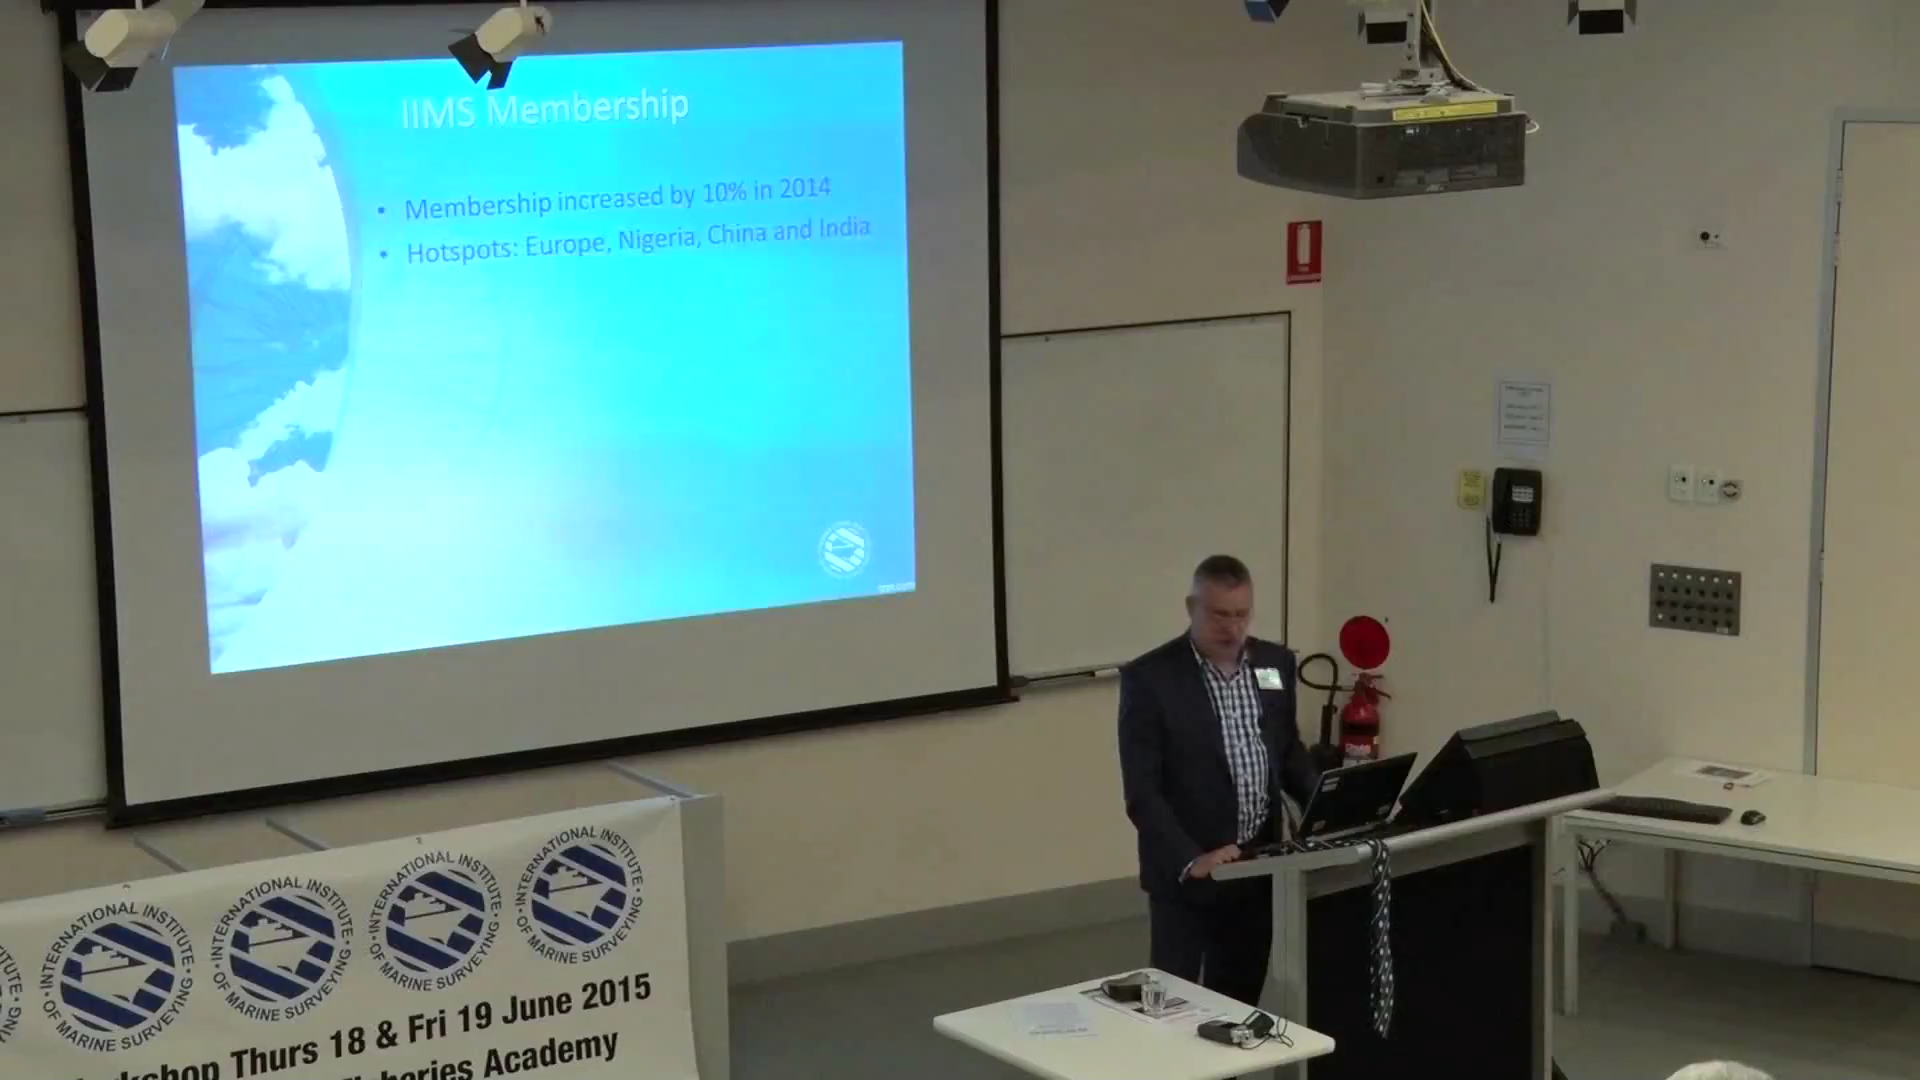 IIMS Membership
• Membership increased by 10% in 2014
• Hotspots: Europe, Nigeria, China and India
INTERNATIONAL INSTITUTE
OF MARINE SURVEYING
INTERNATIONAL INSTITUTE
OF MARINE SURVEYING
INTERNATIONAL INSTITUTE
OF MARINE SURVEYING
INTERNATIONAL INSTITUTE
OF MARINE SURVEYING
Thurs 18 & Fri 19 June 2015
Academy